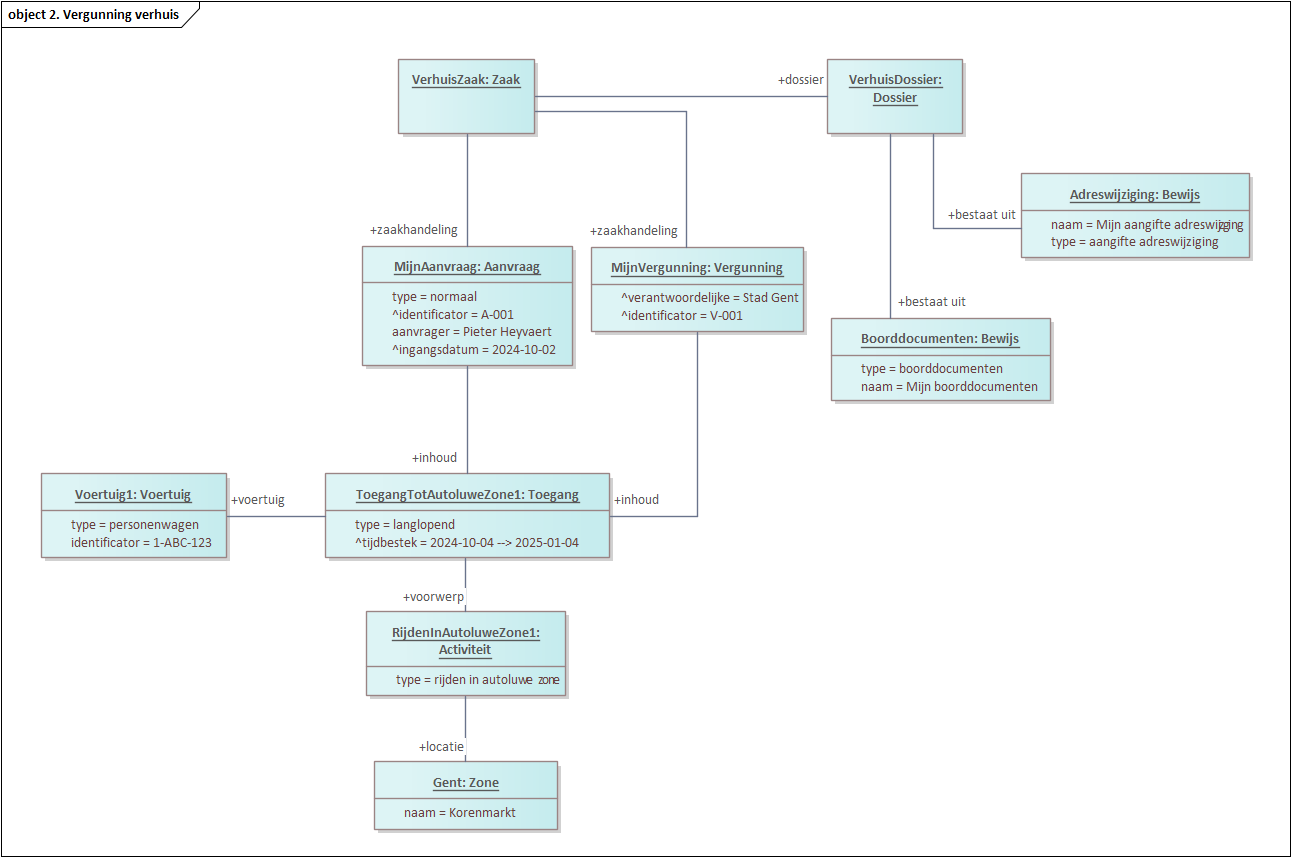 object 2. Vergunning verhuis
VerhuisZaak: Zaak
+dossier
VerhuisDossier:
Dossier
Adreswijziging: Bewijs
naam = Mijn aangifte adreswijzing
type = aangifte adreswijziging
+bestaat uit
+zaakhandeling
+zaakhandeling
MijnAanvraag: Aanvraag
type = normaal
^identificator = A-001
aanvrager = Pieter Heyvaert
^ingangsdatum = 2024-10-02
MijnVergunning: Vergunning
^verantwoordelijke = Stad Gent
^identificator = V-001
+bestaat uit
Boorddocumenten: Bewijs
type = boorddocumenten
naam = Mijn boorddocumenten
+inhoud
Voertuig1: Voertuig
type = personenwagen
identificator = 1-ABC-123
+voertuig
ToegangTotAutoluweZone1: Toegang
type = langlopend
^tijdbestek = 2024-10-04 --> 2025-01-04
+inhoud
+voorwerp
RijdenInAutoluweZone1:
Activiteit
type = rijden in autoluwe zone
+locatie
Gent: Zone
naam = Korenmarkt